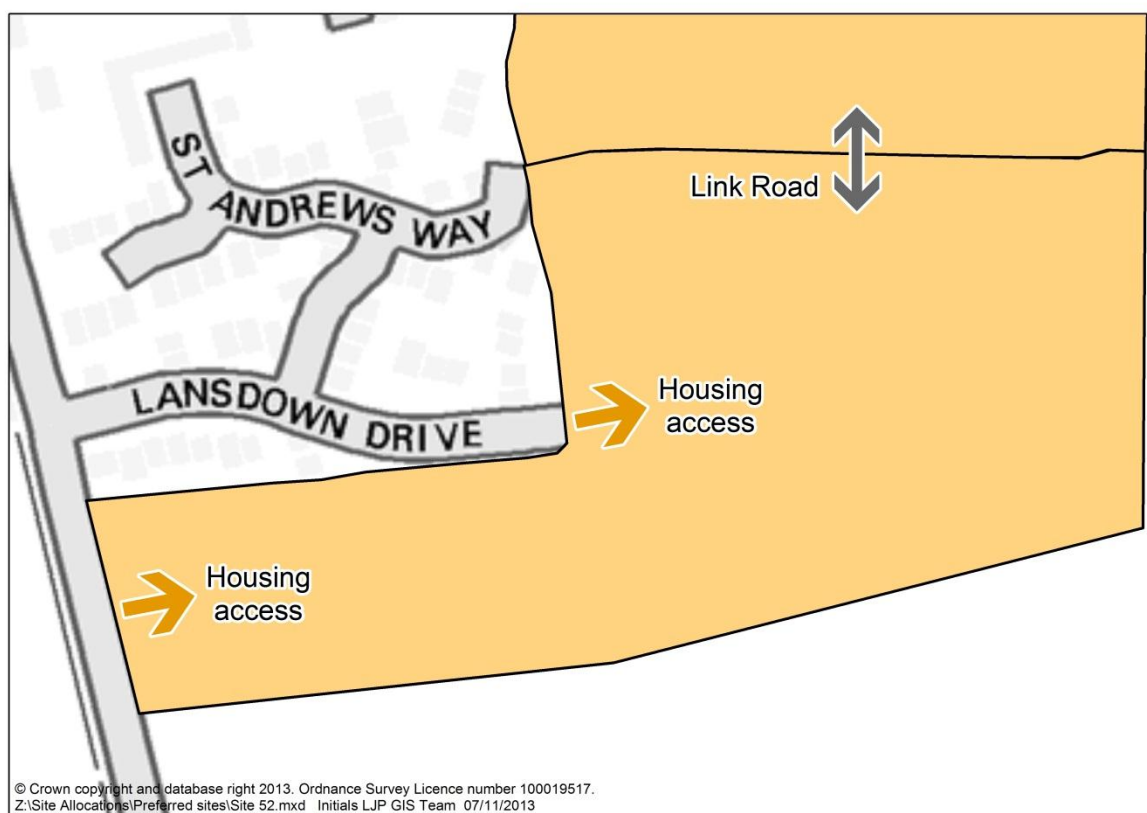 ST ANDREWS WAY
Link Road
LANSDOWN DRIVE
Housing
access
Housing
access
© Crown copyright and database right 2013. Ordnance Survey Licence number 100019517.
Z:\Site Allocations\Preferred sites\Site 52.mxd   Initials LJP GIS Team  07/11/2013